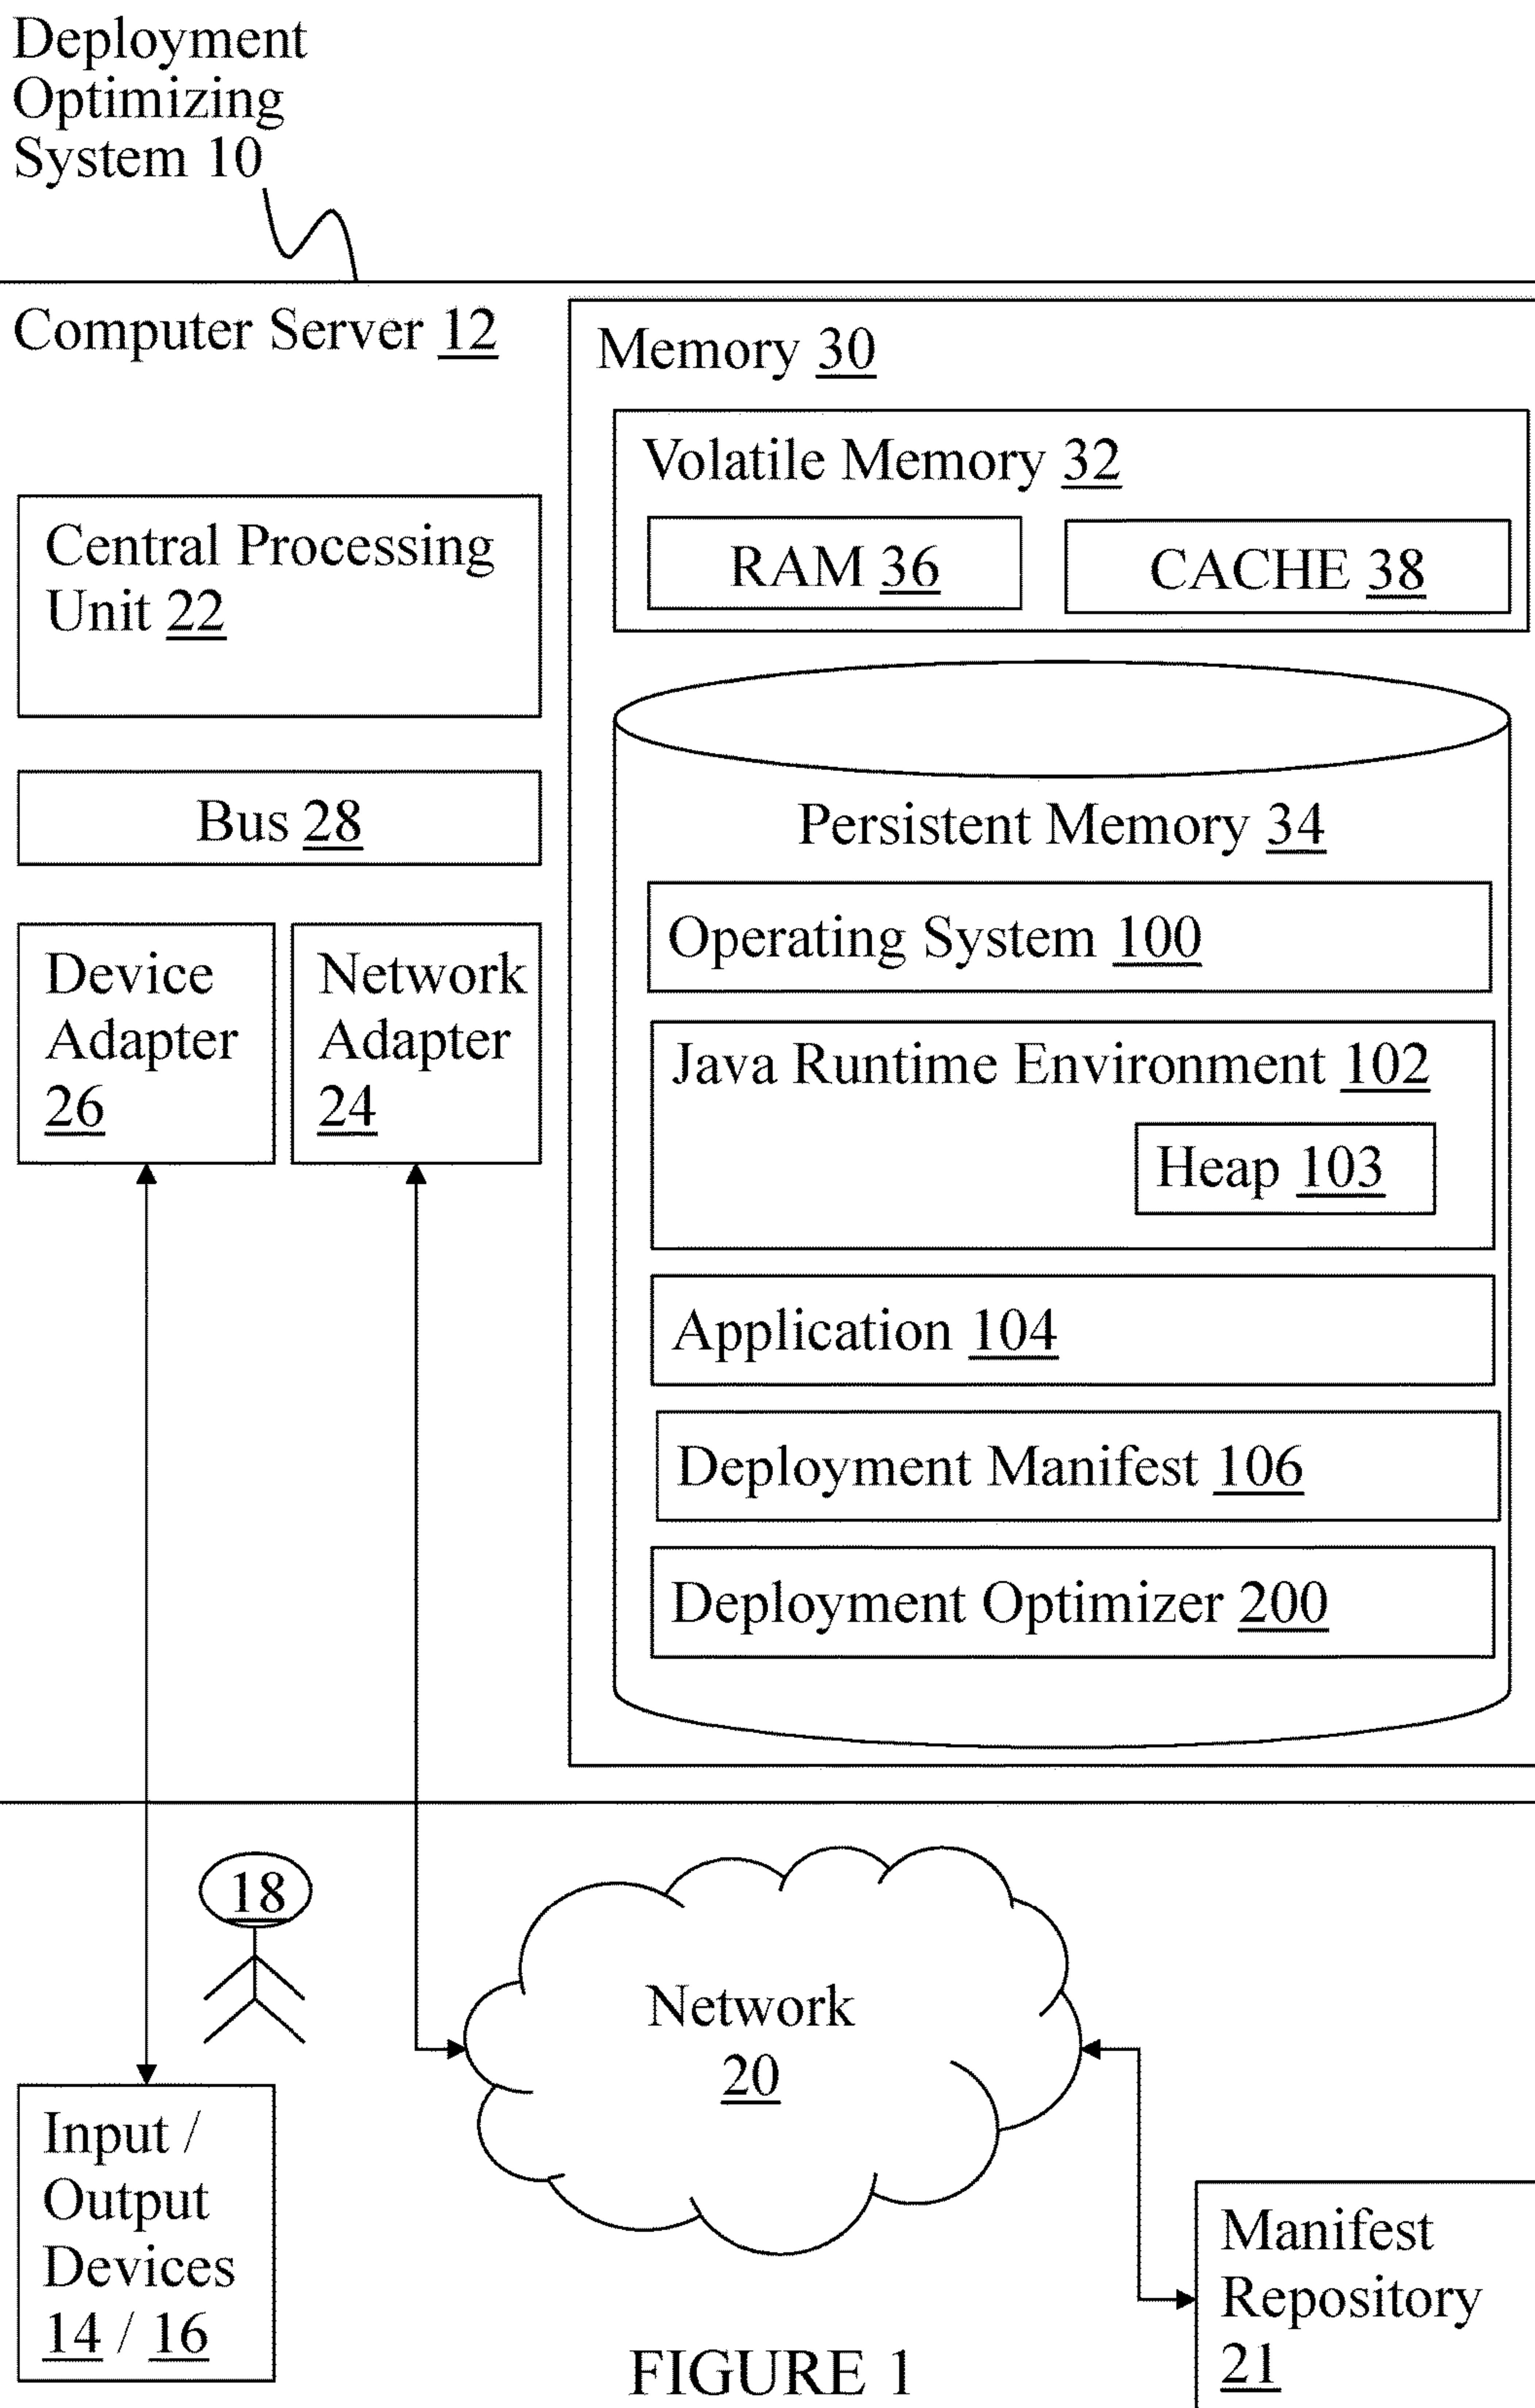 Deployment
Optimizing
System 10
Computer Server 12
Memory 30
Volatile Memory 32
RAM 36
CACHE 38
Central Processing
Unit 22
Bus 28
Persistent Memory 34
Operating System 100
Device
Adapter
26
Network
Adapter
24
Java Runtime Environment 102
Heap 103
Application 104
Deployment Manifest 106
Deployment Optimizer 200
18
Network
20
Input /
Output
Devices
14 / 16
Manifest
Repository
21
FIGURE 1